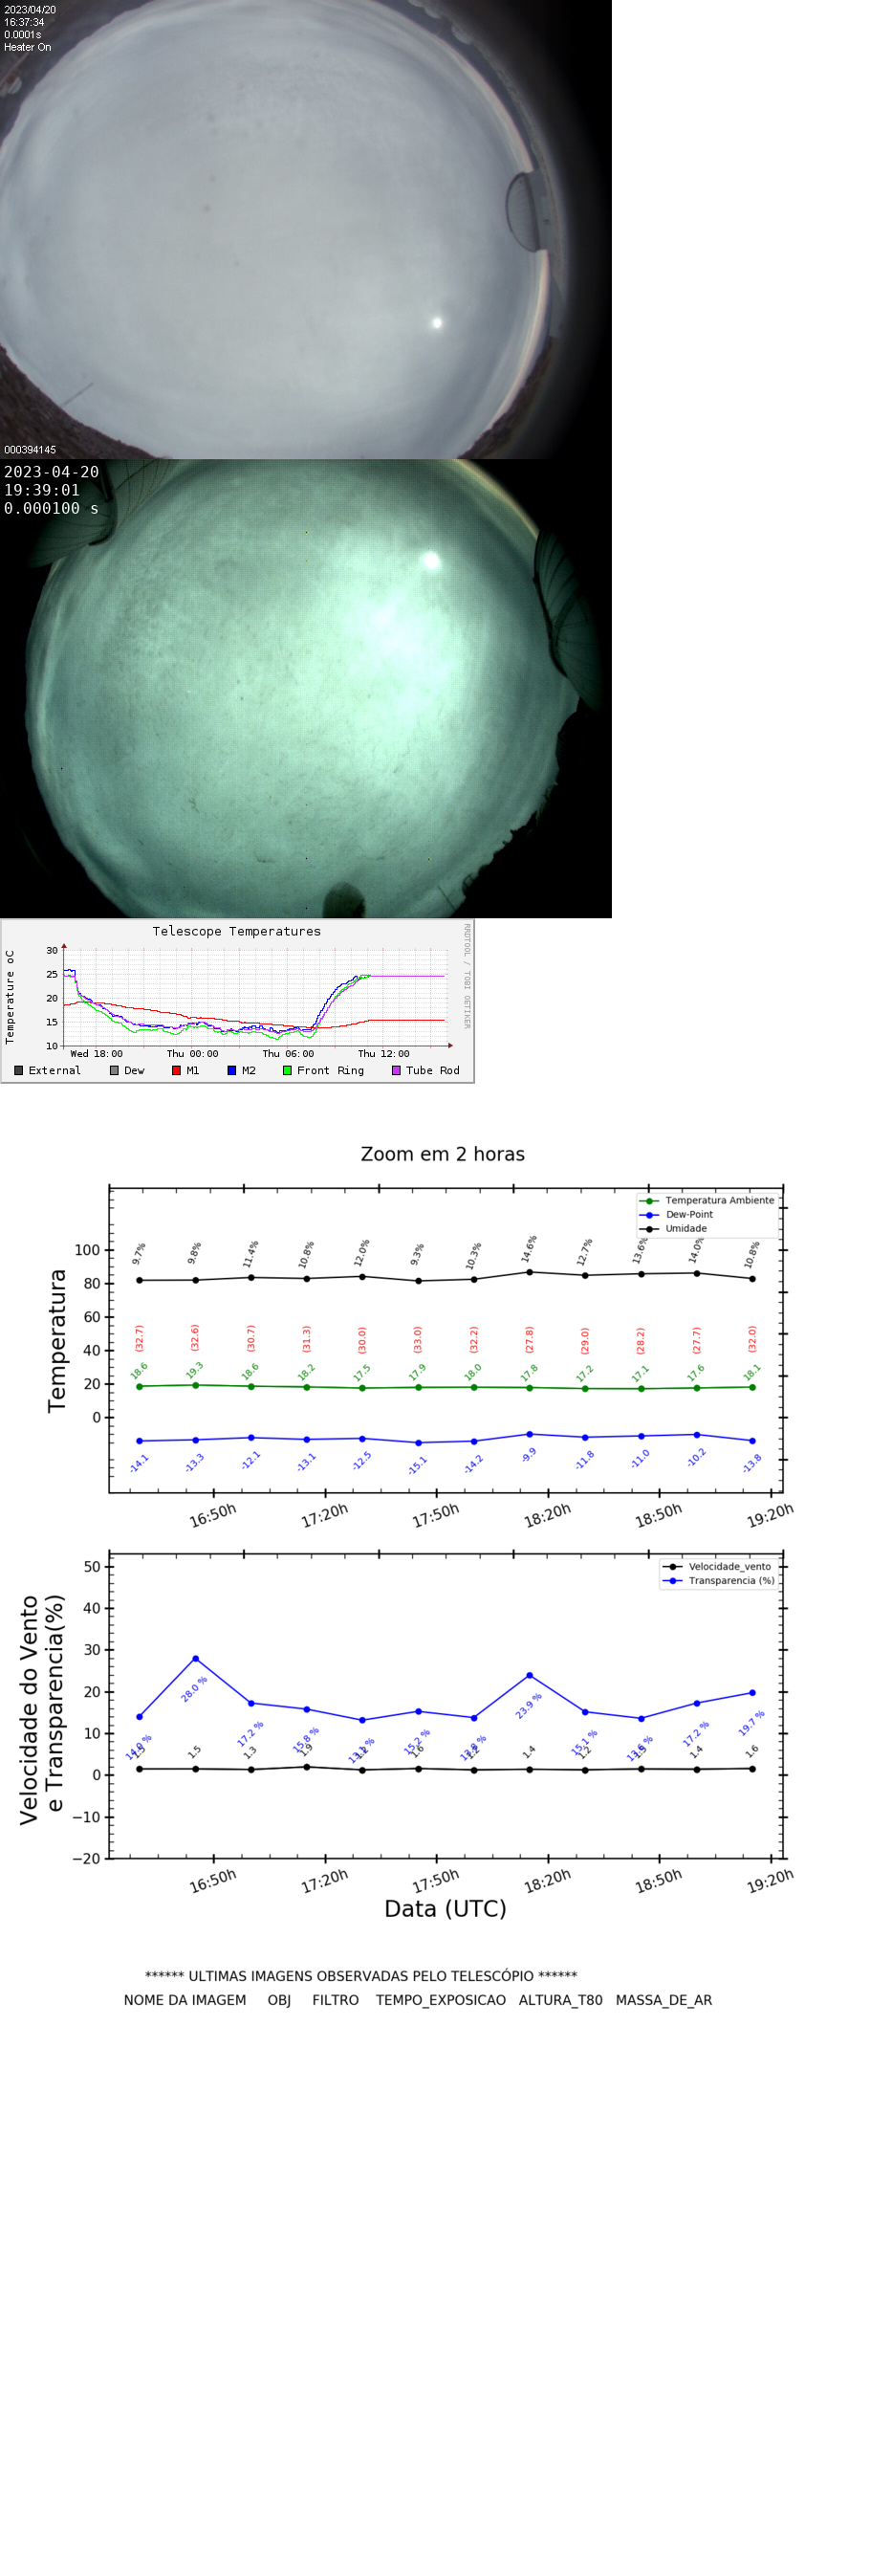 2023/04/20
16:37:34
0.0001s
Heater On
000394145
2023-04-20
19:39:01
0.000100 s
Telescope Temperatures
RRDTOOL / TOBI OETIKER
Temperature oC
30
25
20
15
10
Wed 18:00 Thu 00:00 Thu 06:00 Thu 12:00
External Dew M1 M2 Front Ring Tube Rod
Zoom em 2 horas
Temperatura Ambiente
Dew-Point
Umidade
Temperatura
100
80
60
40
20
0
9.7% 9.8% 11.4% 10.8% 12.0% 9.3% 10.3% 14.6% 12.7% 13.6% 14.0% 10.8%
(32.7) (32.6) (30.7) (31.3) (30.0) (33.0) (32.2) (27.8) (29.0) (28.2) (27.7) (32.0)
18.6 19.3 18.6 18.2 17.5 17.9 18.0 17.8 17.2 17.1 17.6 18.1
-14.1 -13.3 -12.1 -13.1 -12.5 -15.1 -14.2 -9.9 -11.8 -11.0 -10.2 -13.8
16:50h 17:20h 17:50h 18:20h 18:50h 19:20h
Velocidade_vento
Transparencia (%)
Velocidade do Vento
e Transparencia(%)
50
40
30
20
10
0
−10
−20
28.0 % 17.2 % 15.8 % 15.2 % 23.9 % 15.1 % 17.2 % 19.7 %
1.5 1.3 1.9 1.6 1.4 1.2 1.4 1.6
16:50h 17:20h 17:50h 18:20h 18:50h 19:20h
Data (UTC)
****** ULTIMAS IMAGENS OBSERVADAS PELO TELESCÓPIO ******
NOME DA IMAGEM OBJ FILTRO TEMPO_EXPOSICAO ALTURA_T80 MASSA_DE_AR